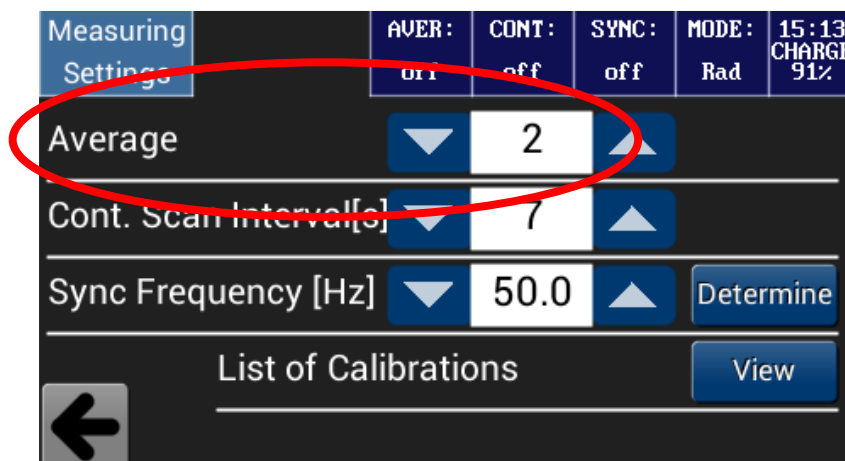 Measuring
Settings
AVER: CONT: SYNC: MODE: 15:13
CHARGE
off off off Rad 91%
Average 2
Cont. Scan Interval[s] 7
Sync Frequency [Hz] 50.0 Determine
List of Calibrations View